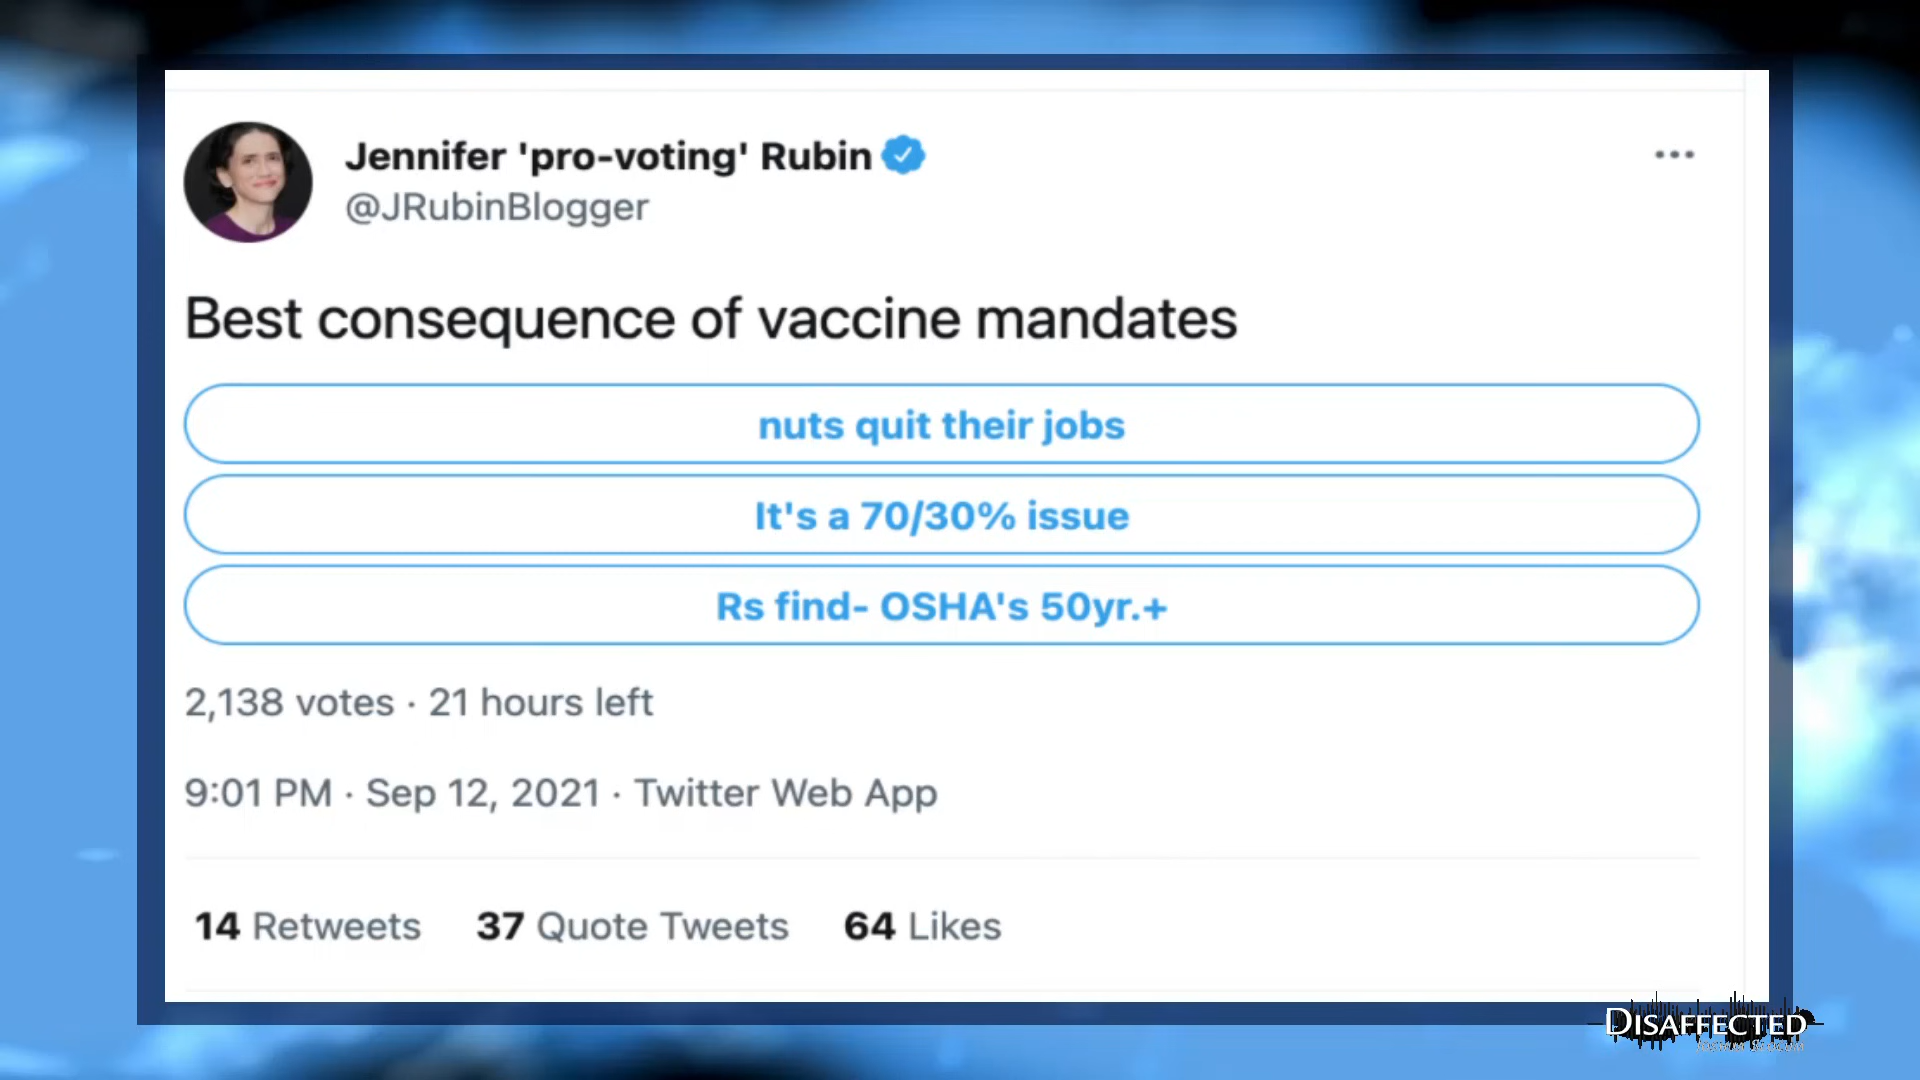 Jennifer 'pro-voting' Rubin
@JRubinBlogger
Best consequence of vaccine mandates
nuts quit their jobs
It's a 70/30% issue
Rs find- OSHA's 50yr.+
2,138 votes · 21 hours left
9:01 PM · Sep 12, 2021 · Twitter Web App
14 Retweets 37 Quote Tweets 64 Likes
DISAFFECTED